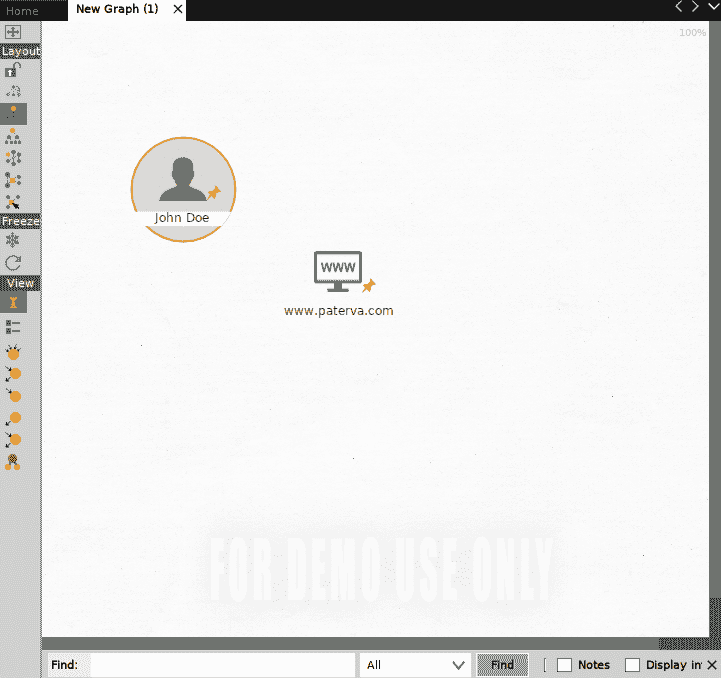 Home
New Graph (1)
100%
Layout
John Doe
Freeze
View
WWW
www.paterva.com
FOR DEMO USE ONLY
Find:
All
Find
Notes
Display in